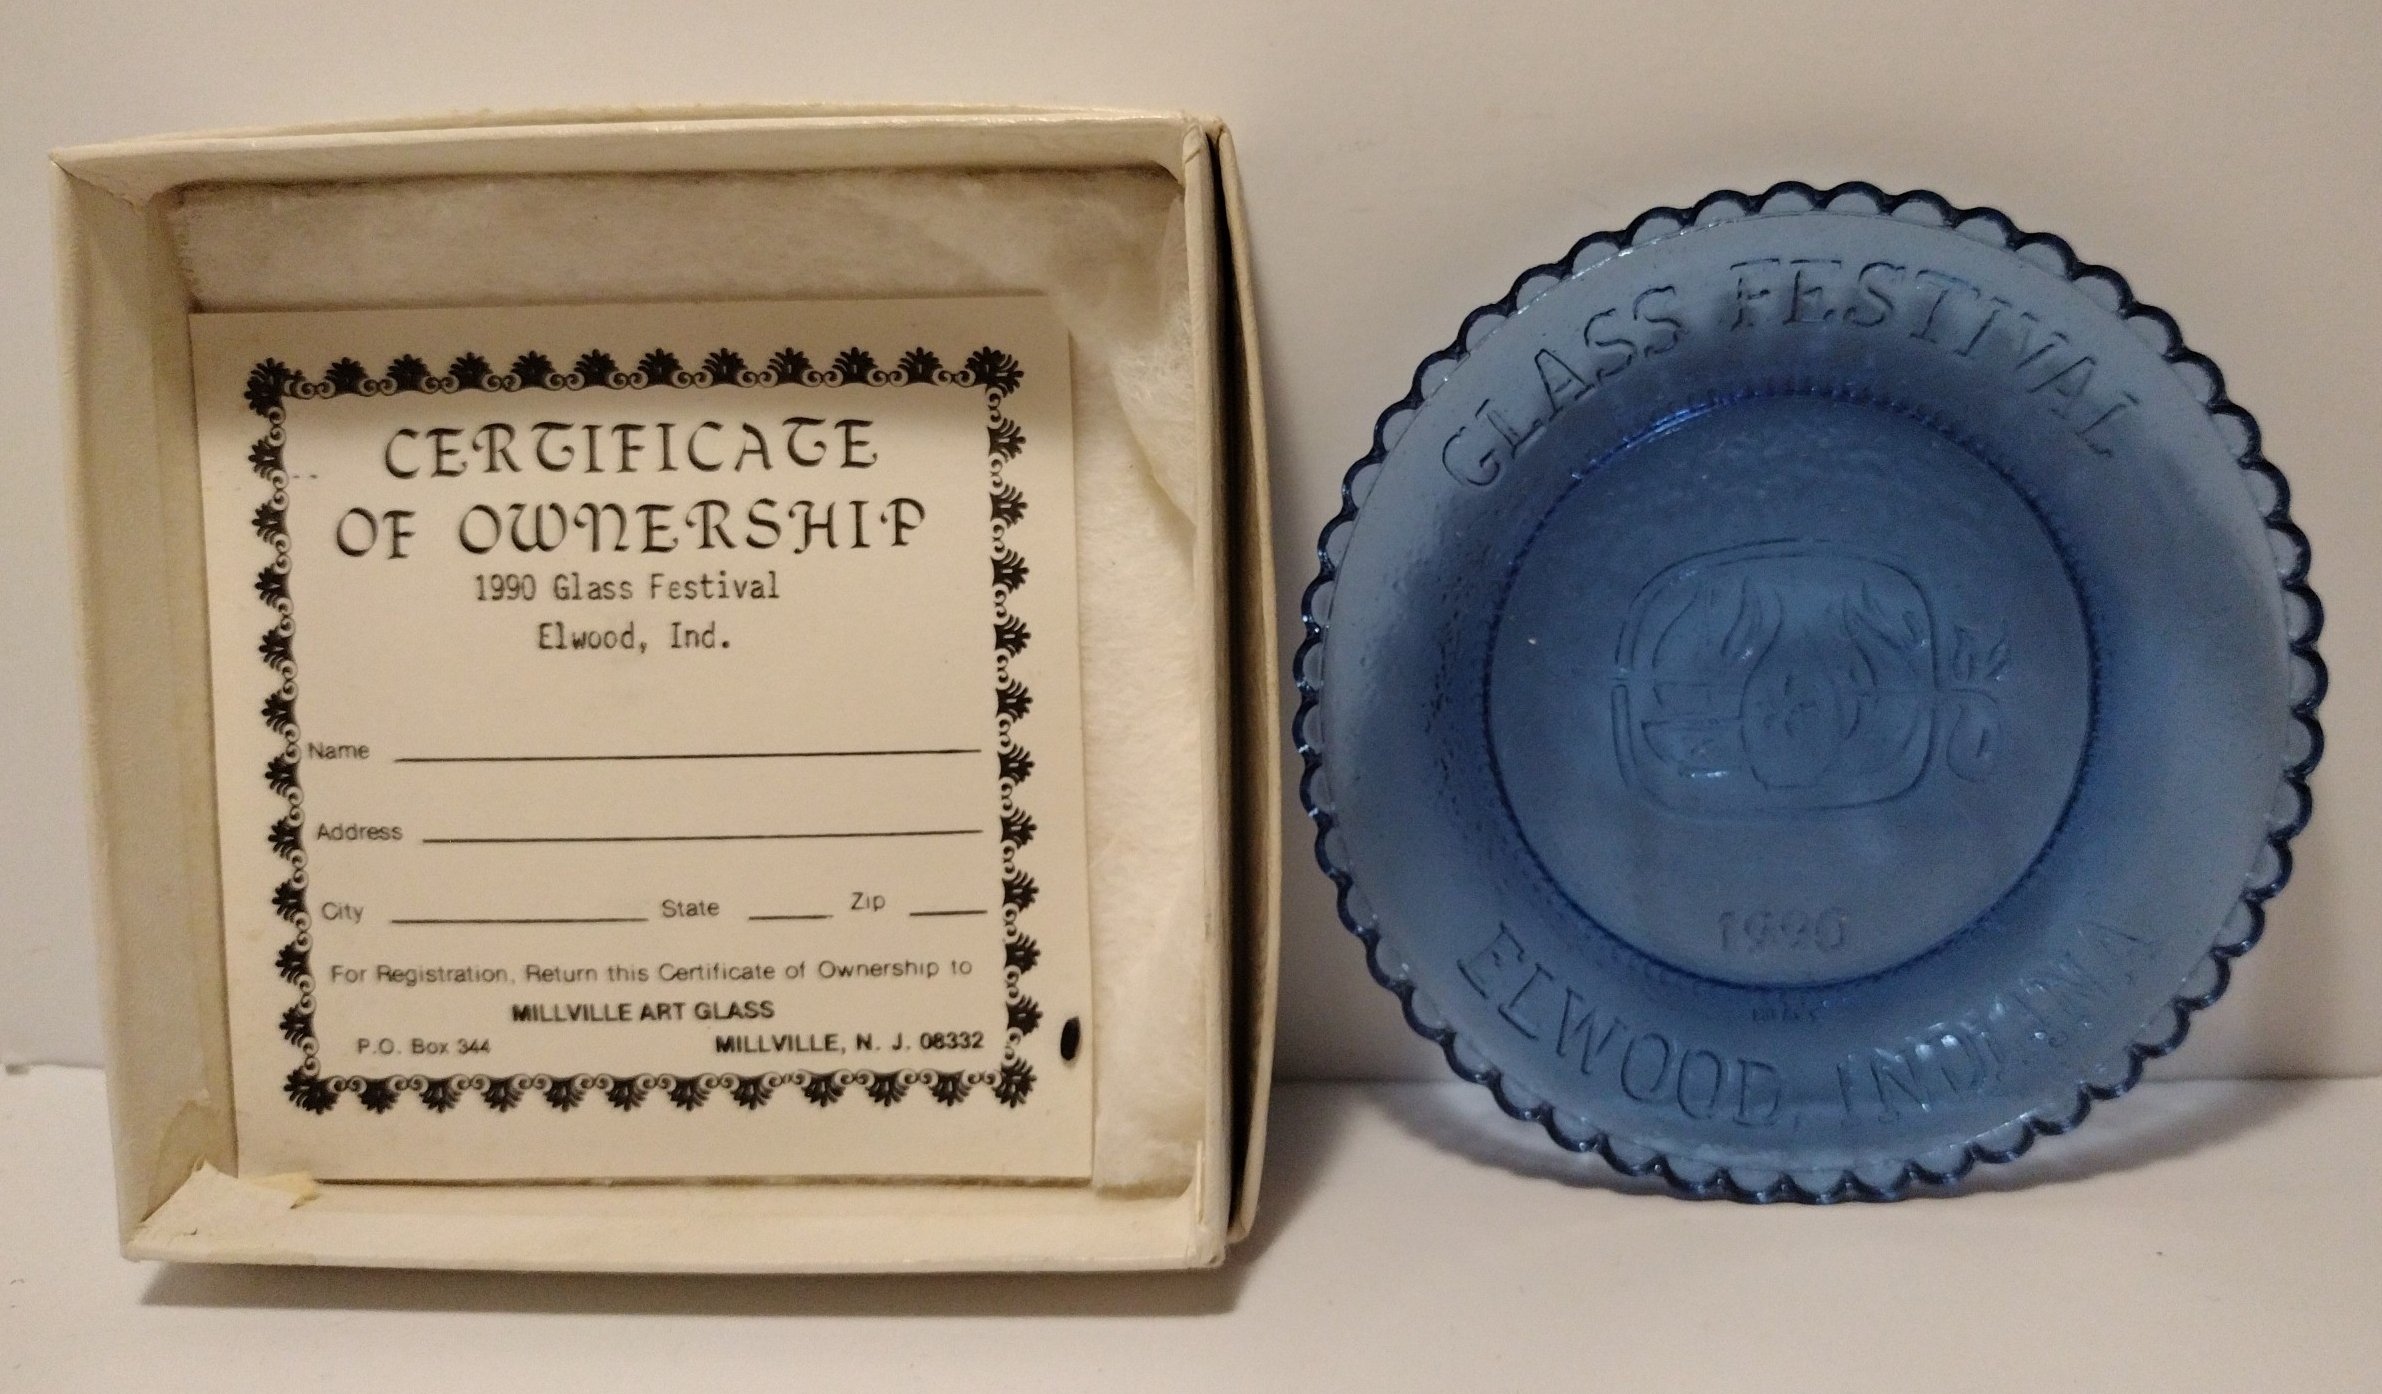 CERTIFICATE
OF OWNERSHIP
1990 Glass Festival
Elwood, Ind.
Name
Address
City State Zip
For Registration, Return this Certificate of Ownership to
MILLVILLE ART GLASS
P.O. Box 344 MILLVILLE, N. J. 08332
GLASS FESTIVAL
1990
ELWOOD, INDIANA